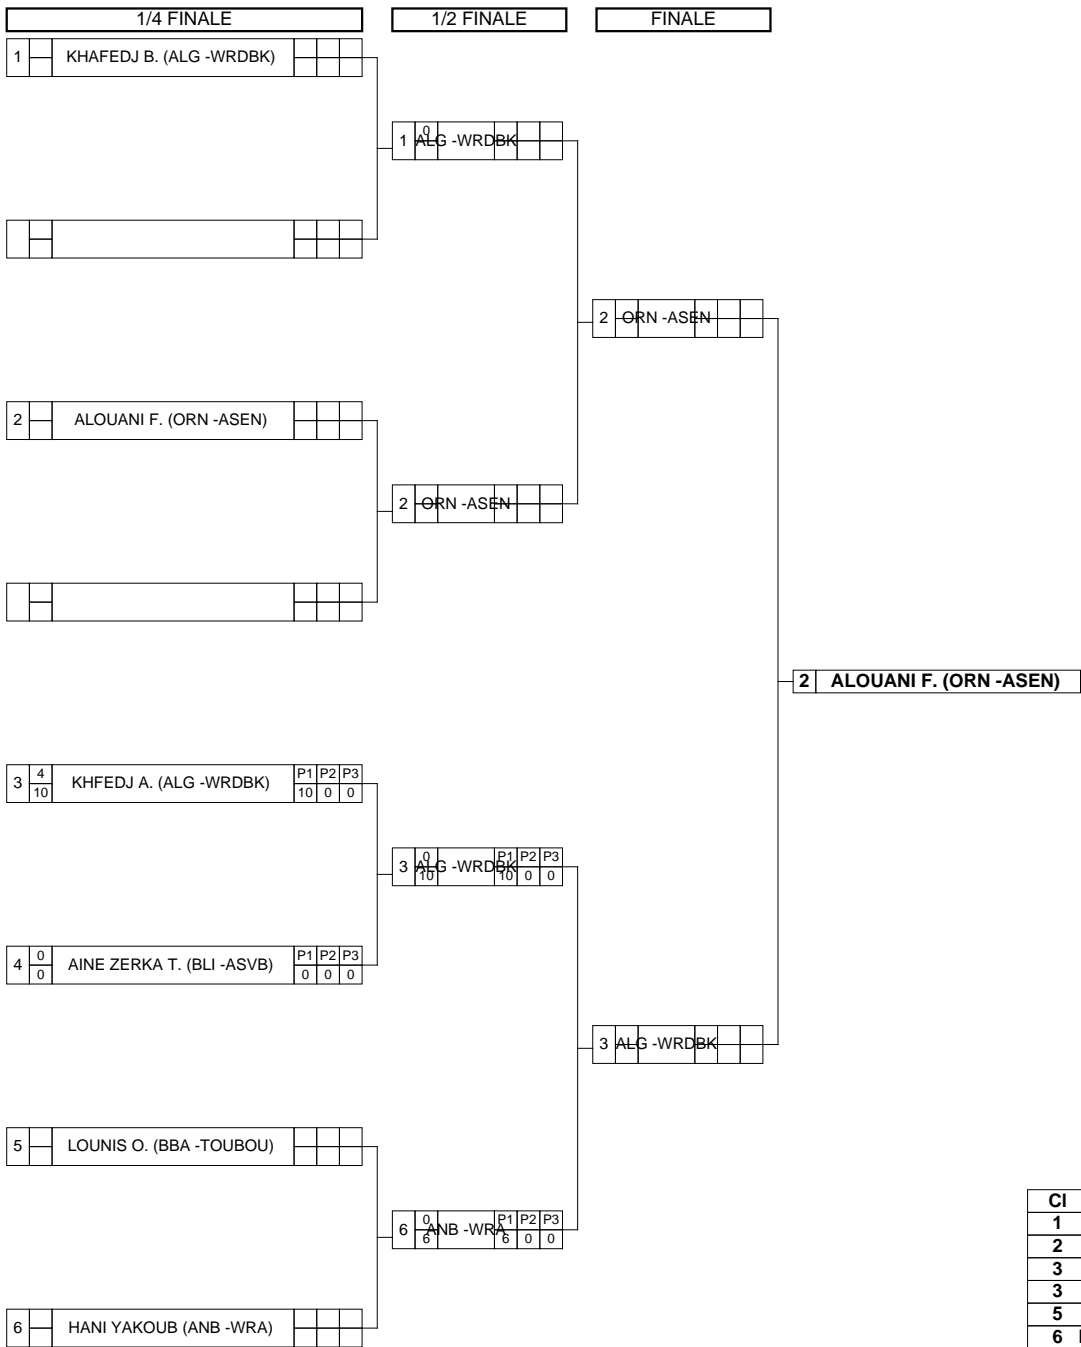 1/4 FINALE 1/2 FINALE FINALE
1 KHAFEDJ B. (ALG -WRDBK)
1 0 ALG -WRDBK
2 ORN -ASEN
2 ALOUANI F. (ORN -ASEN)
2 ORN -ASEN
2 ALOUANI F. (ORN -ASEN)
3 4 10 KHFEDJ A. (ALG -WRDBK) P1 P2 P3
10 0 0
3 0 10 ALG -WRDBK P1 P2 P3
10 0 0
4 0 0 AINE ZERKA T. (BLI -ASVB) P1 P2 P3
0 0 0
3 ALG -WRDBK
5 LOUNIS O. (BBA -TOUBOU)
6 0 6 ANB -WRA P1 P2 P3
6 0 0
6 HANI YAKOUB (ANB -WRA)
Cl
1
2
3
3
5
6